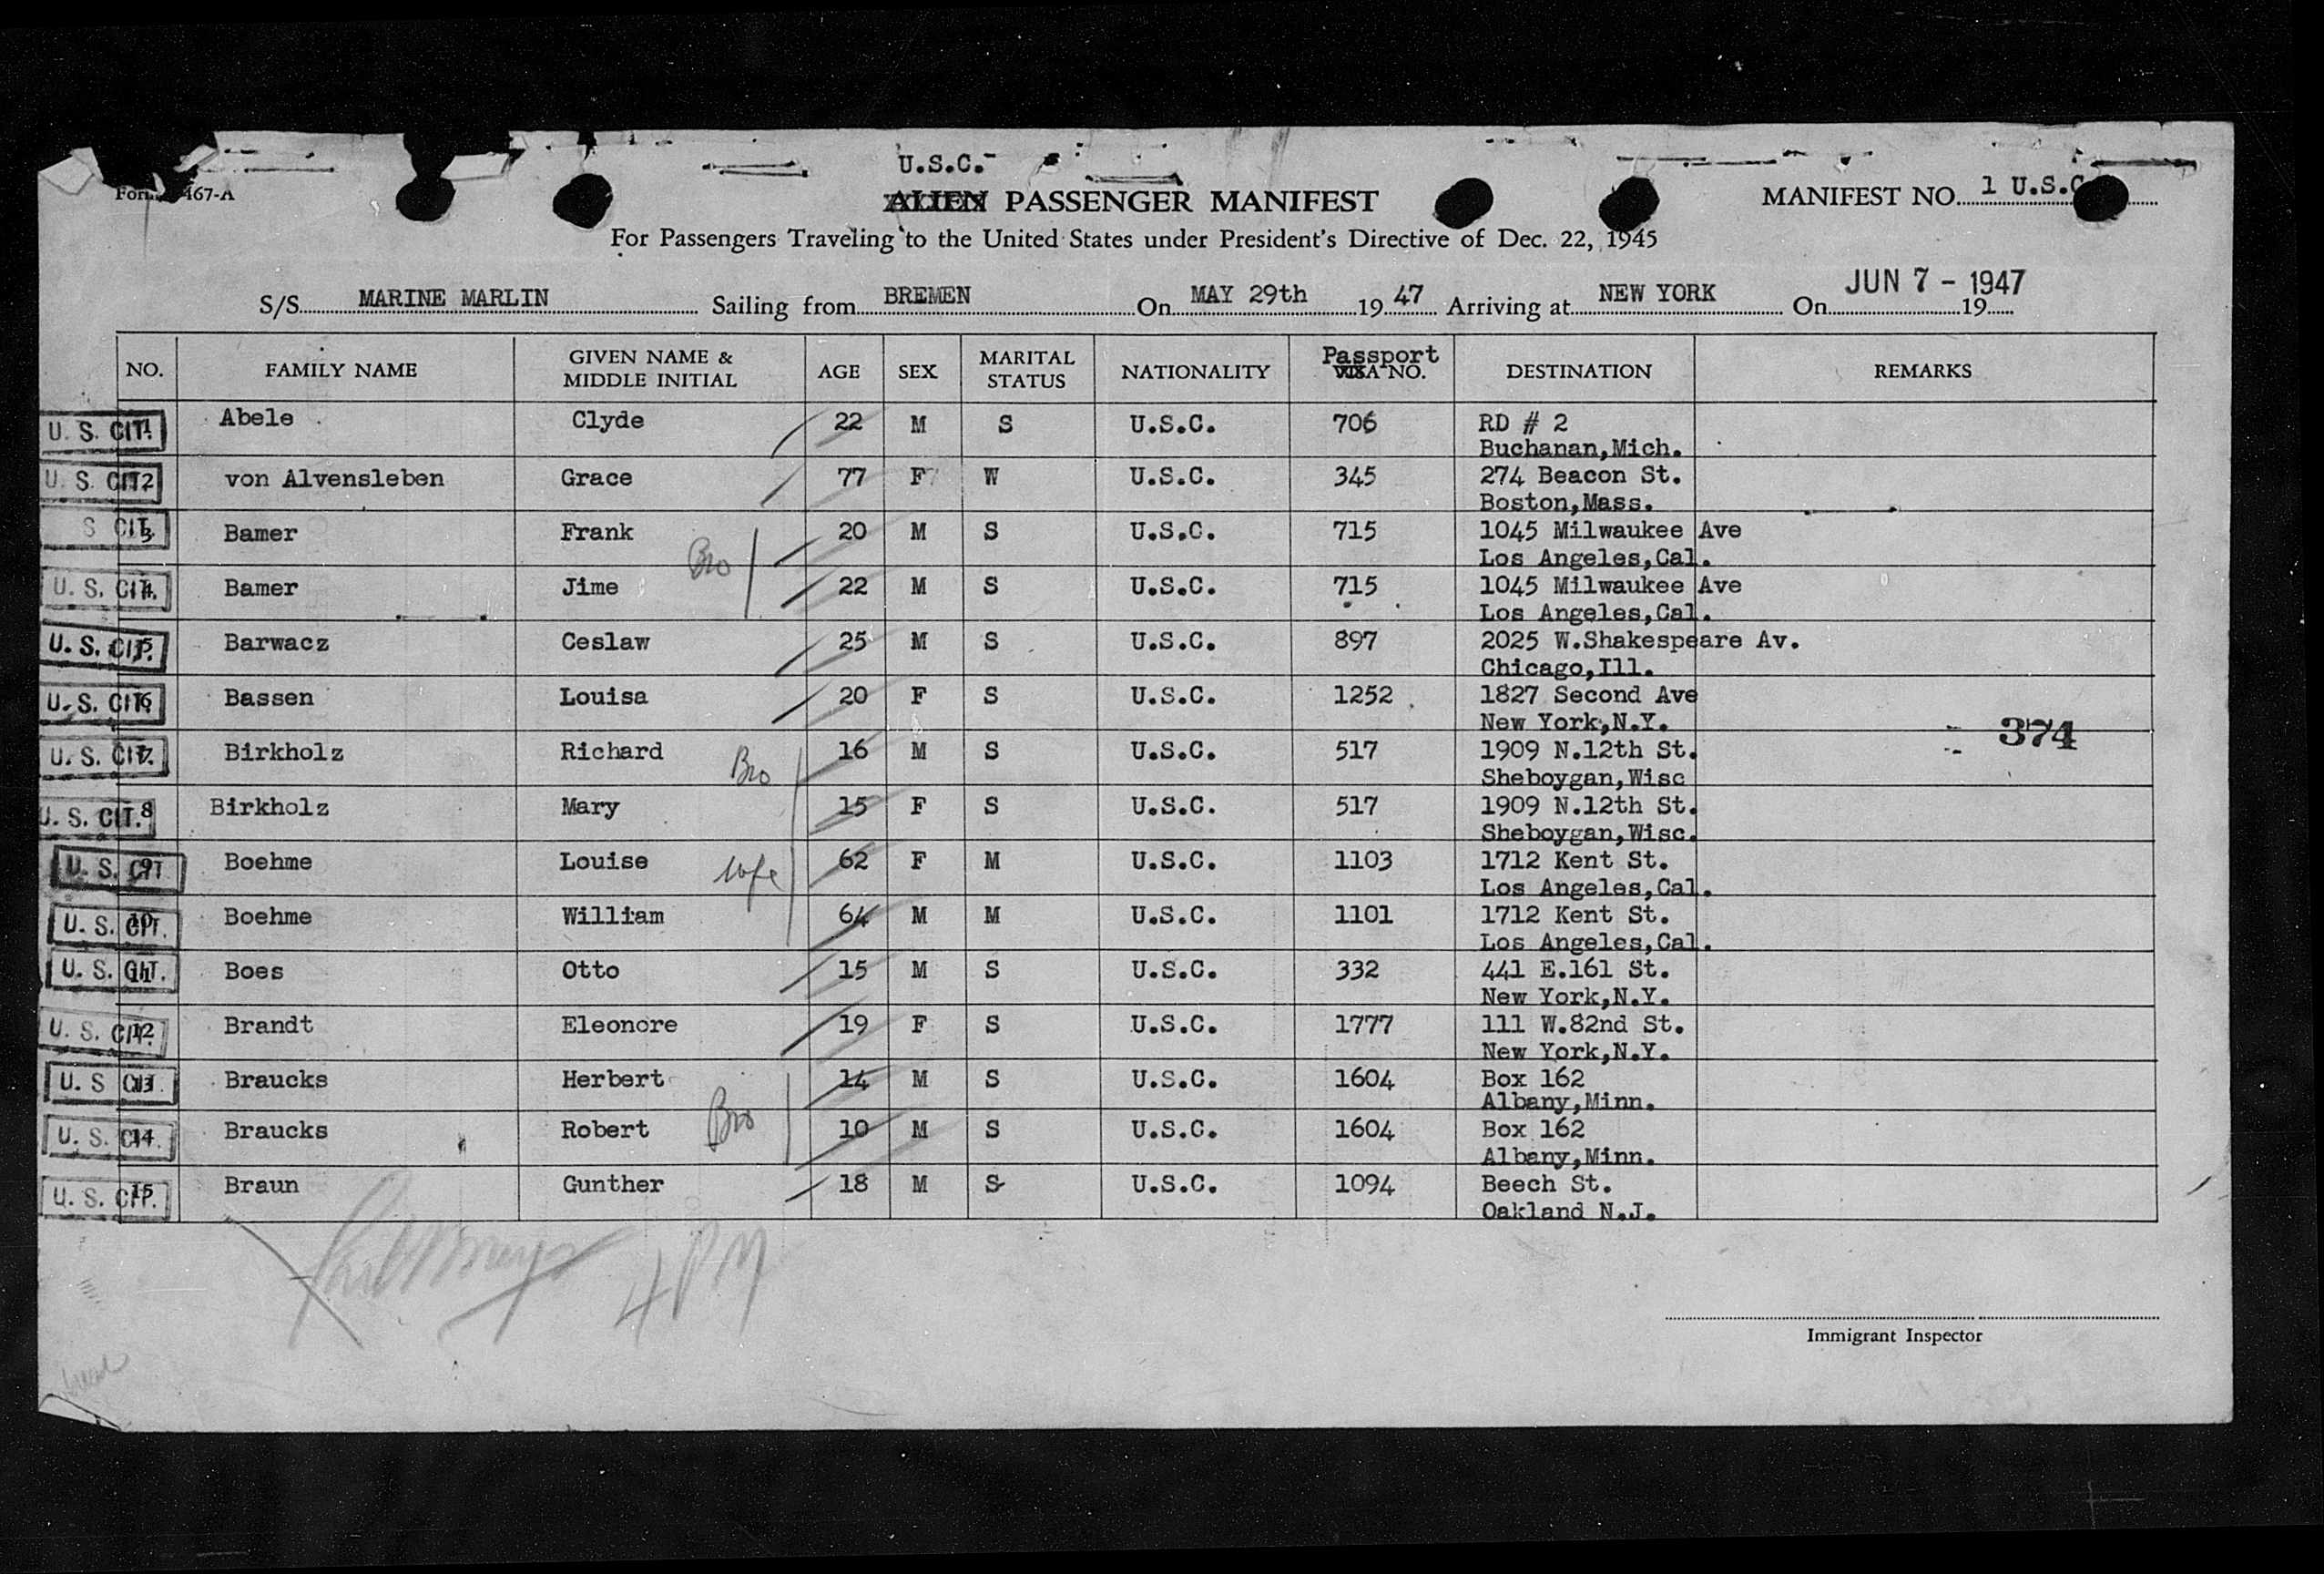 U.S.C.-
ALIEN PASSENGER MANIFEST
MANIFEST NO. 1 U.S.C
467-A
For Passengers Traveling to the United States under President's Directive of Dec. 22, 1945
S/S MARINE MARLIN Sailing from BREMEN On MAY 29th 19 47 Arriving at NEW YORK On JUN 7 - 1947 19
NO. FAMILY NAME GIVEN NAME & MIDDLE INITIAL AGE SEX MARITAL STATUS NATIONALITY Passport VISA NO. DESTINATION REMARKS
U. S. CIT. 1 Abele Clyde 22 M S U.S.C. 706 RD # 2
Buchanan,Mich.
U. S. CIT 2 von Alvensleben Grace 77 F W U.S.C. 345 274 Beacon St.
Boston,Mass.
S CIT. 3 Bamer Frank 20 M S U.S.C. 715 1045 Milwaukee Ave
Los Angeles,Cal.
Bro
U. S. CIT. 4 Bamer Jime 22 M S U.S.C. 715 1045 Milwaukee Ave
Los Angeles,Cal.
U. S. CIT. 5 Barwacz Ceslaw 25 M S U.S.C. 897 2025 W.Shakespeare Av.
Chicago,Ill.
U. S. CIT. 6 Bassen Louisa 20 F S U.S.C. 1252 1827 Second Ave
New York,N.Y.
374
U. S. CIT. 7 Birkholz Richard Bro 16 M S U.S.C. 517 1909 N.12th St.
Sheboygan,Wisc
U. S. CIT. 8 Birkholz Mary 15 F S U.S.C. 517 1909 N.12th St.
Sheboygan,Wisc.
U. S. CIT 9 Boehme Louise wife 62 F M U.S.C. 1103 1712 Kent St.
Los Angeles,Cal.
U. S. CIT. 10 Boehme William 64 M M U.S.C. 1101 1712 Kent St.
Los Angeles,Cal.
U. S. CIT. 11 Boes Otto 15 M S U.S.C. 332 441 E.161 St.
New York,N.Y.
U. S. CIT. 12 Brandt Eleonore 19 F S U.S.C. 1777 111 W.82nd St.
New York,N.Y.
U. S CIT. 13 Braucks Herbert 14 M S U.S.C. 1604 Box 162
Albany,Minn.
U. S. CIT. 14 Braucks Robert Bro 10 M S U.S.C. 1604 Box 162
Albany,Minn.
U. S. CIT. 15 Braun Gunther 18 M S U.S.C. 1094 Beech St.
Oakland N.J.
4 PM
Immigrant Inspector